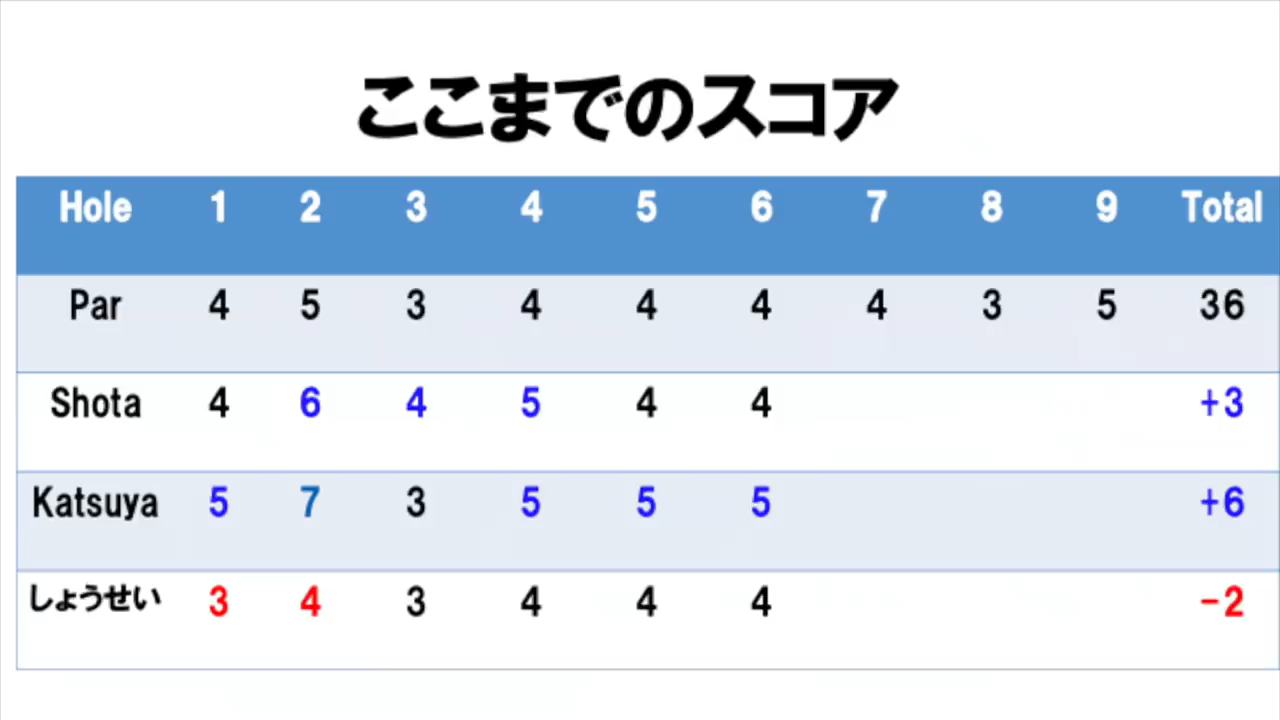 ここまでのスコア
Hole 1 2 3 4 5 6 7 8 9 Total
Par 4 5 3 4 4 4 4 3 5 36
Shota 4 6 4 5 4 4 +3
Katsuya 5 7 3 5 5 5 +6
しょうせい 3 4 3 4 4 4 -2